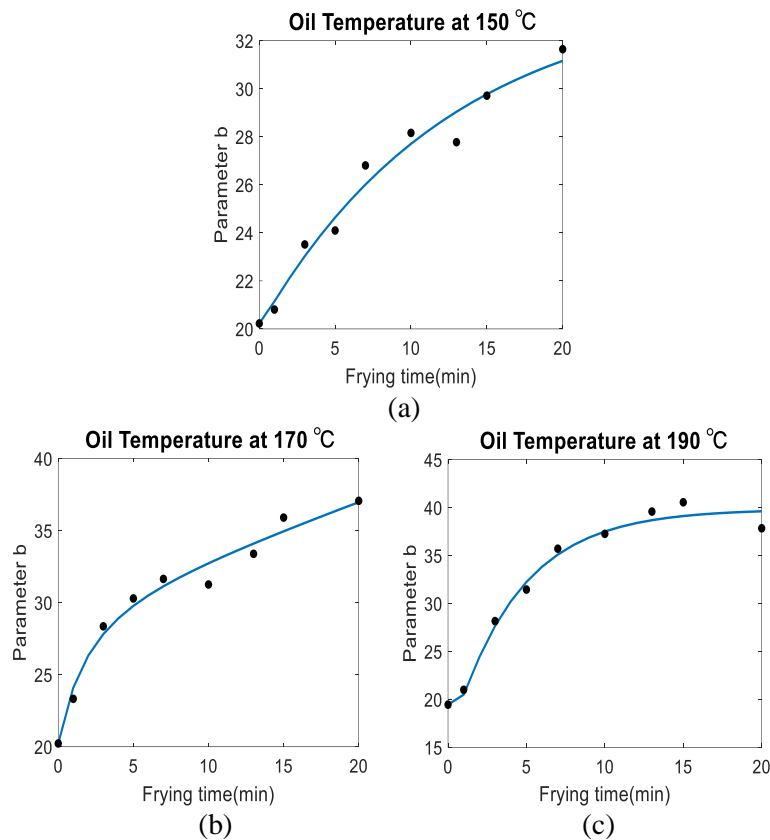 Oil Temperature at 150 °C
32
30
28
26
24
22
20
Parameter b
0 5 10 15 20
Frying time(min)
(a)
Oil Temperature at 170 °C
40
35
30
25
20
Parameter b
0 5 10 15 20
Frying time(min)
(b)
Oil Temperature at 190 °C
45
40
35
30
25
20
15
Parameter b
0 5 10 15 20
Frying time(min)
(c)